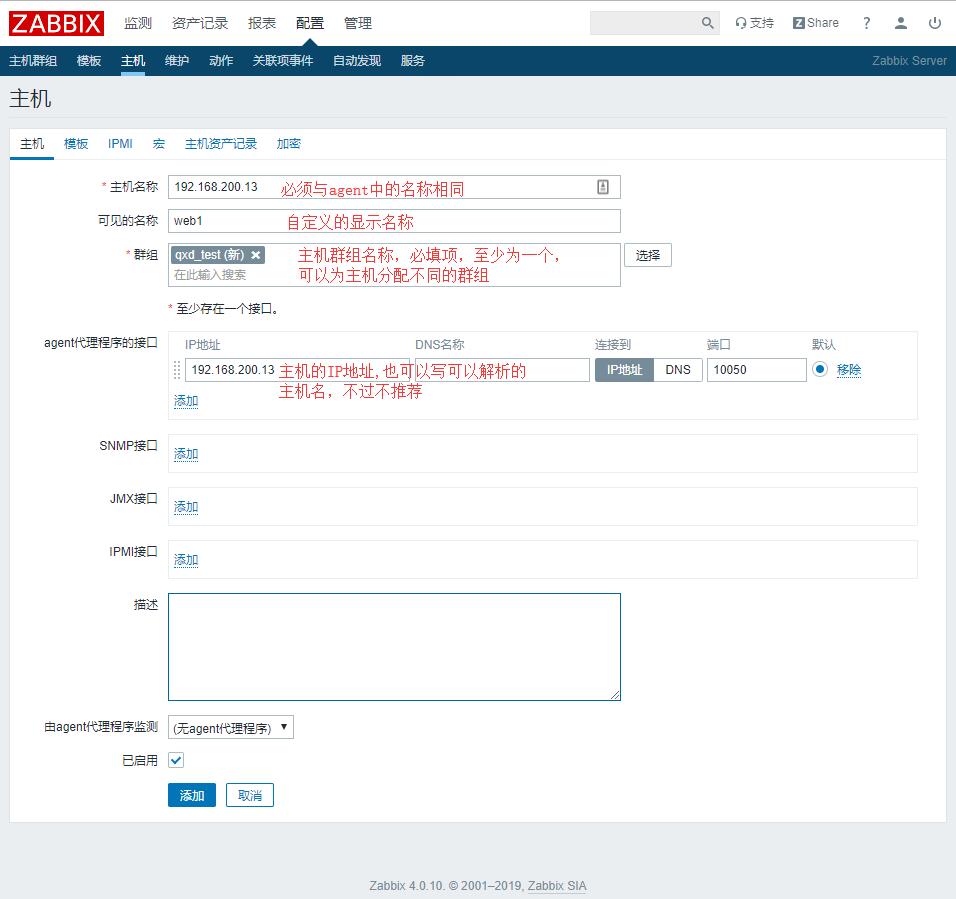 ZABBIX 监测 资产记录 报表 配置 管理 支持 Z Share ?
主机群组 模板 主机 维护 动作 关联项事件 自动发现 服务 Zabbix Server
主机
主机 模板 IPMI 宏 主机资产记录 加密
* 主机名称 192.168.200.13 必须与agent中的名称相同
可见的名称 web1 自定义的显示名称
* 群组 qxd_test (新) × 主机群组名称，必填项，至少为一个， 选择
在此输入搜索 可以为主机分配不同的群组
* 至少存在一个接口。
agent代理程序的接口 IP地址 DNS名称 连接到 端口 默认
192.168.200.13 主机的IP地址,也可以写可以解析的 IP地址 DNS 10050 移除
主机名，不过不推荐
添加
SNMP接口 添加
JMX接口 添加
IPMI接口 添加
描述
由agent代理程序监测 (无agent代理程序)
已启用
添加 取消
Zabbix 4.0.10. © 2001–2019, Zabbix SIA